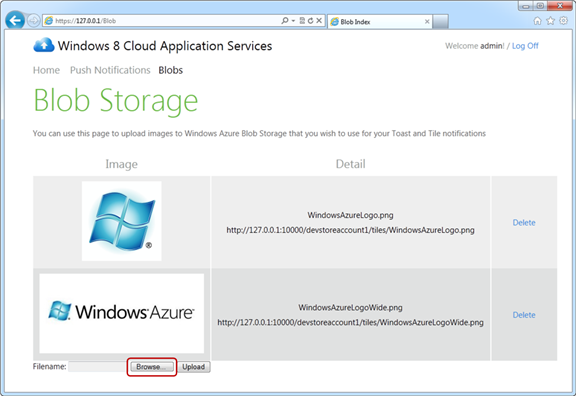 https://127.0.0.1/Blob
Blob Index
Windows 8 Cloud Application Services
Welcome admin! / Log Off
Home Push Notifications Blobs
Blob Storage
You can use this page to upload images to Windows Azure Blob Storage that you wish to use for your Toast and Tile notifications
Image Detail
WindowsAzureLogo.png
http://127.0.0.1:10000/devstoreaccount1/tiles/WindowsAzureLogo.png
Delete
®
Windows Azure
WindowsAzureLogoWide.png
http://127.0.0.1:10000/devstoreaccount1/tiles/WindowsAzureLogoWide.png
Delete
Filename: Browse... Upload